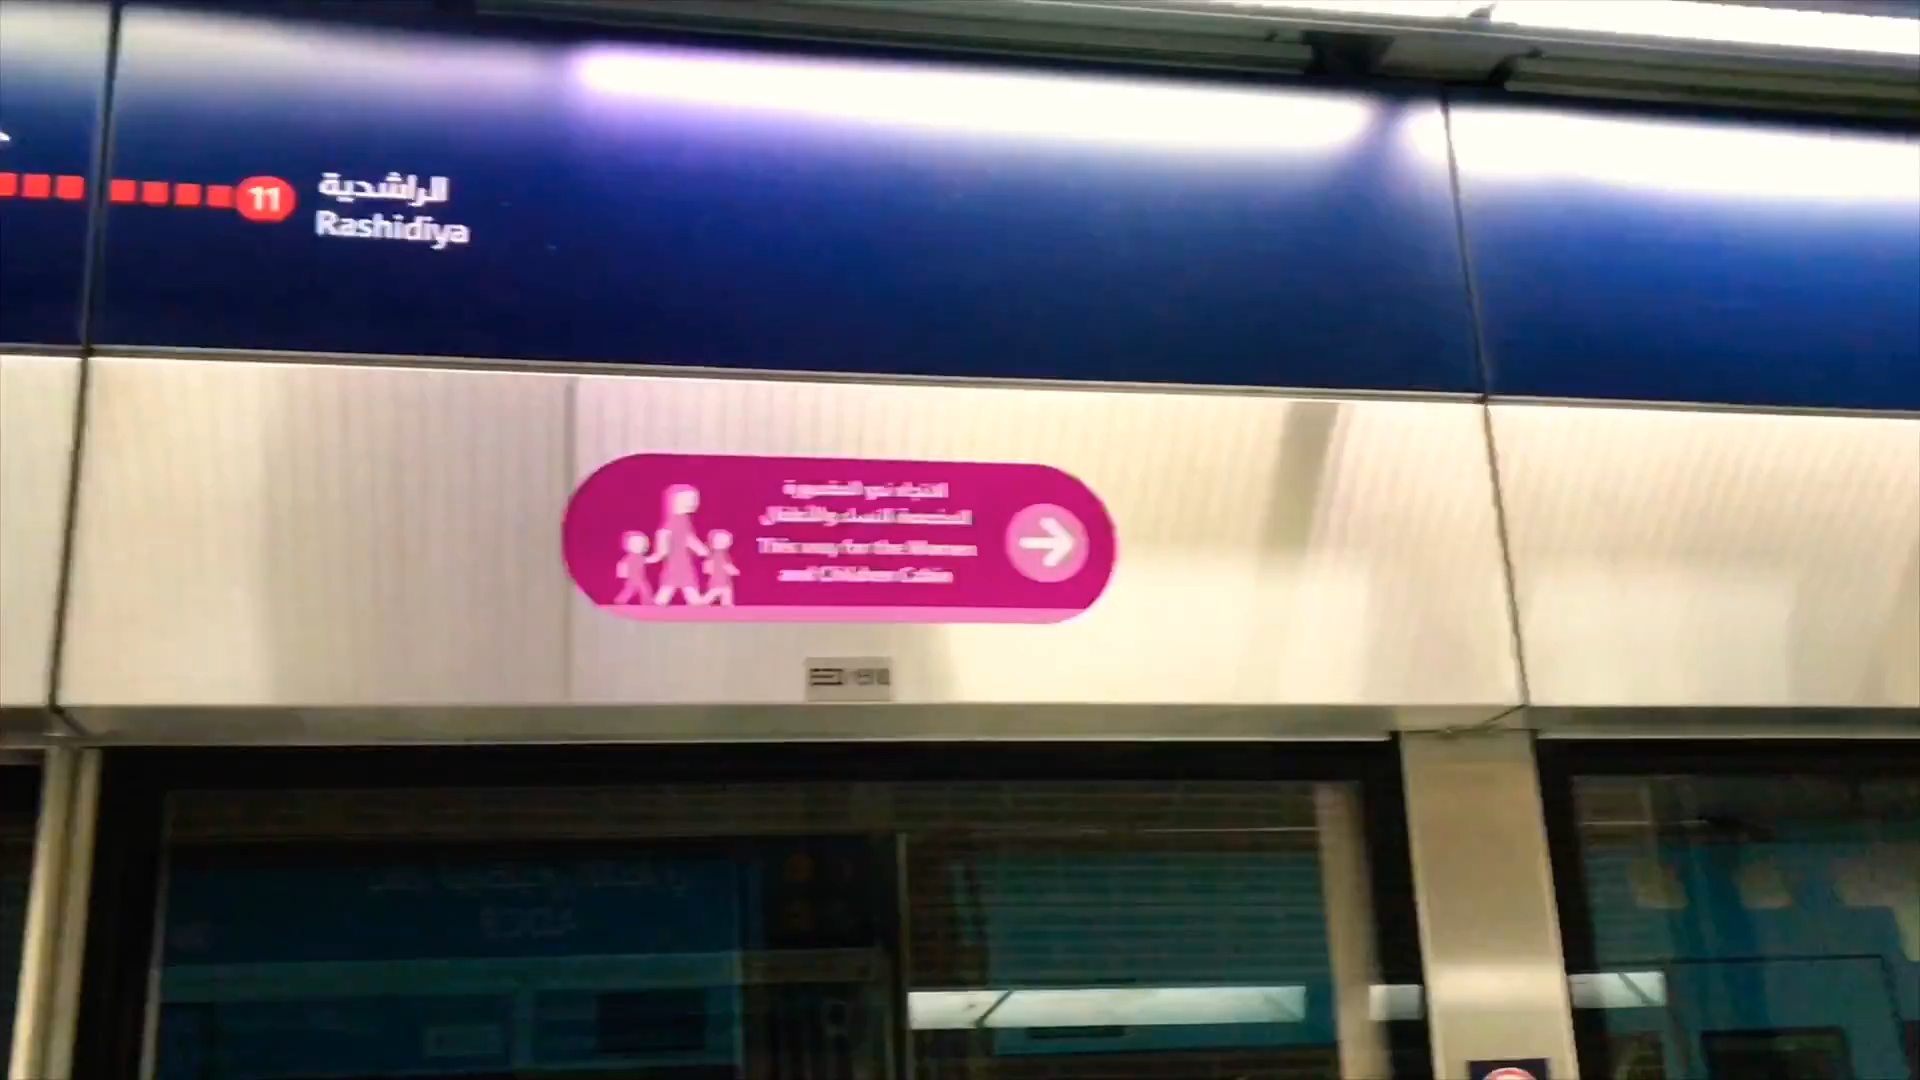 11
الراشدية
Rashidiya
الاتجاه نحو المقصورة
المخصصة للنساء والأطفال
This way for the Women
and Children Cabin